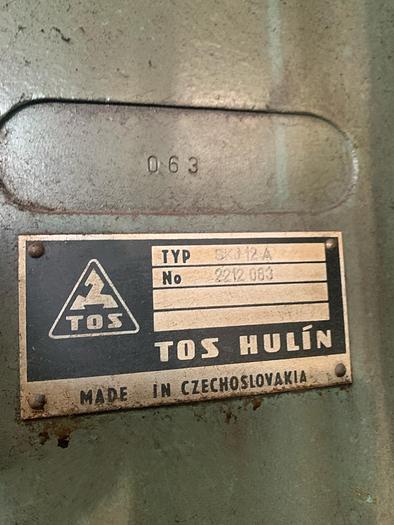 063
TOS
TYP SKJ 12 A
No 2212 063
TOS HULÍN
MADE IN CZECHOSLOVAKIA